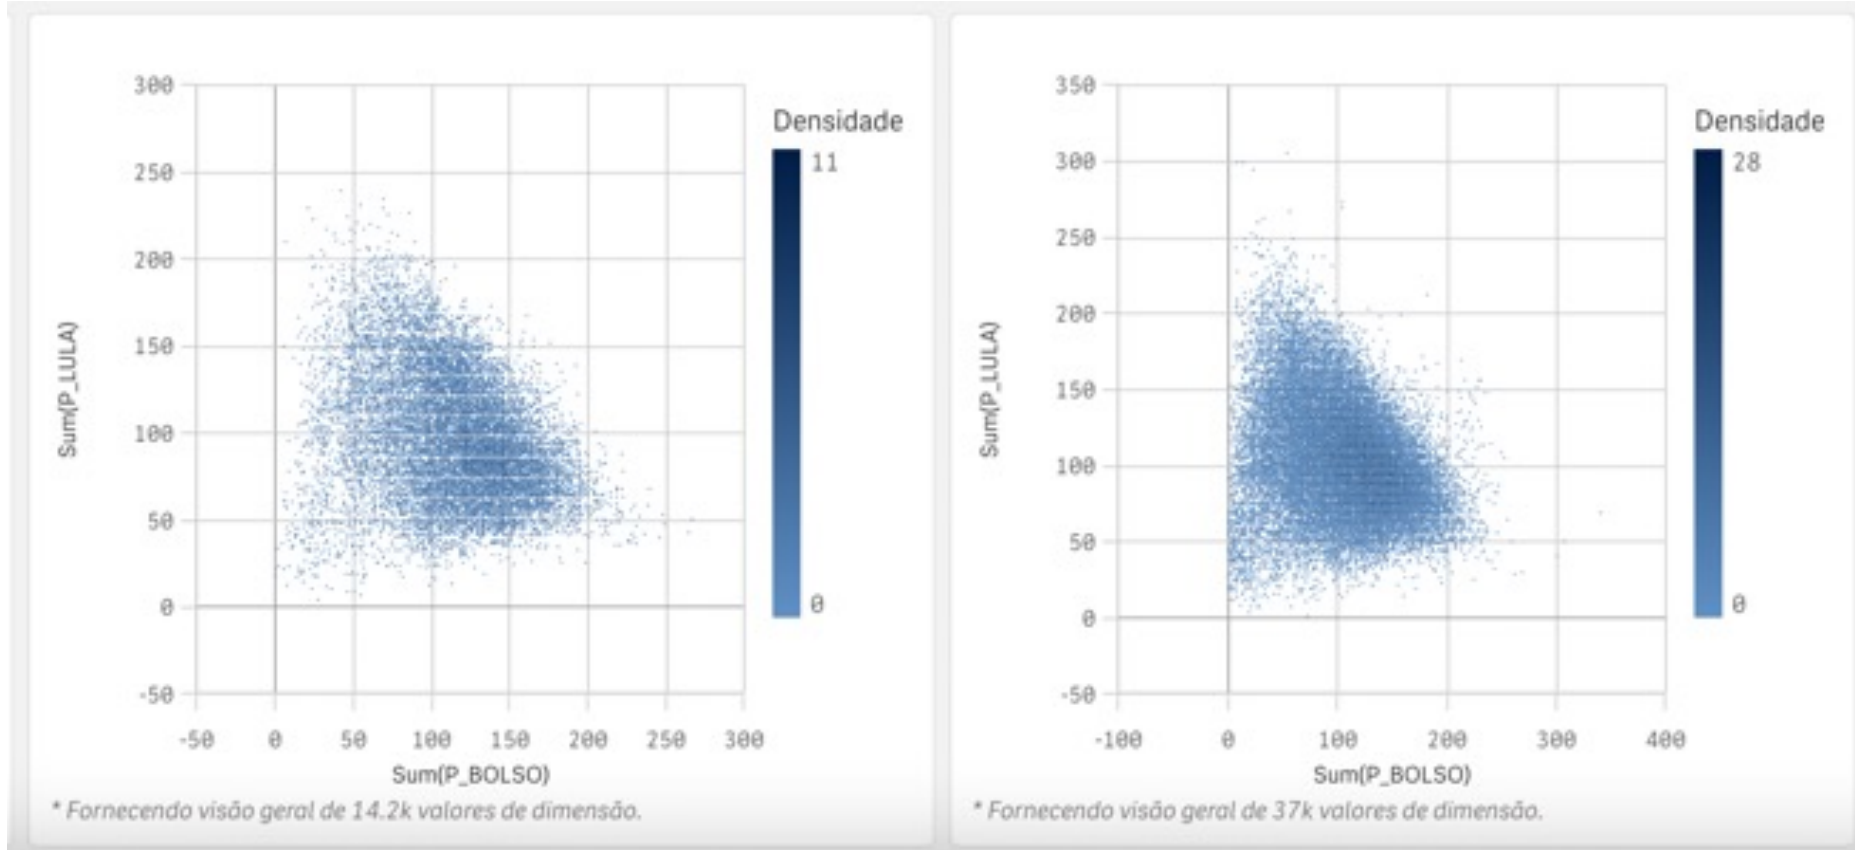 300
250
200
150
100
50
0
-50
Sum(P_LULA)
-50 0 50 100 150 200 250 300
Sum(P_BOLSO)
Densidade
11
0
* Fornecendo visão geral de 14.2k valores de dimensão.
350
300
250
200
150
100
50
0
-50
Sum(P_LULA)
-100 0 100 200 300 400
Sum(P_BOLSO)
Densidade
28
0
* Fornecendo visão geral de 37k valores de dimensão.